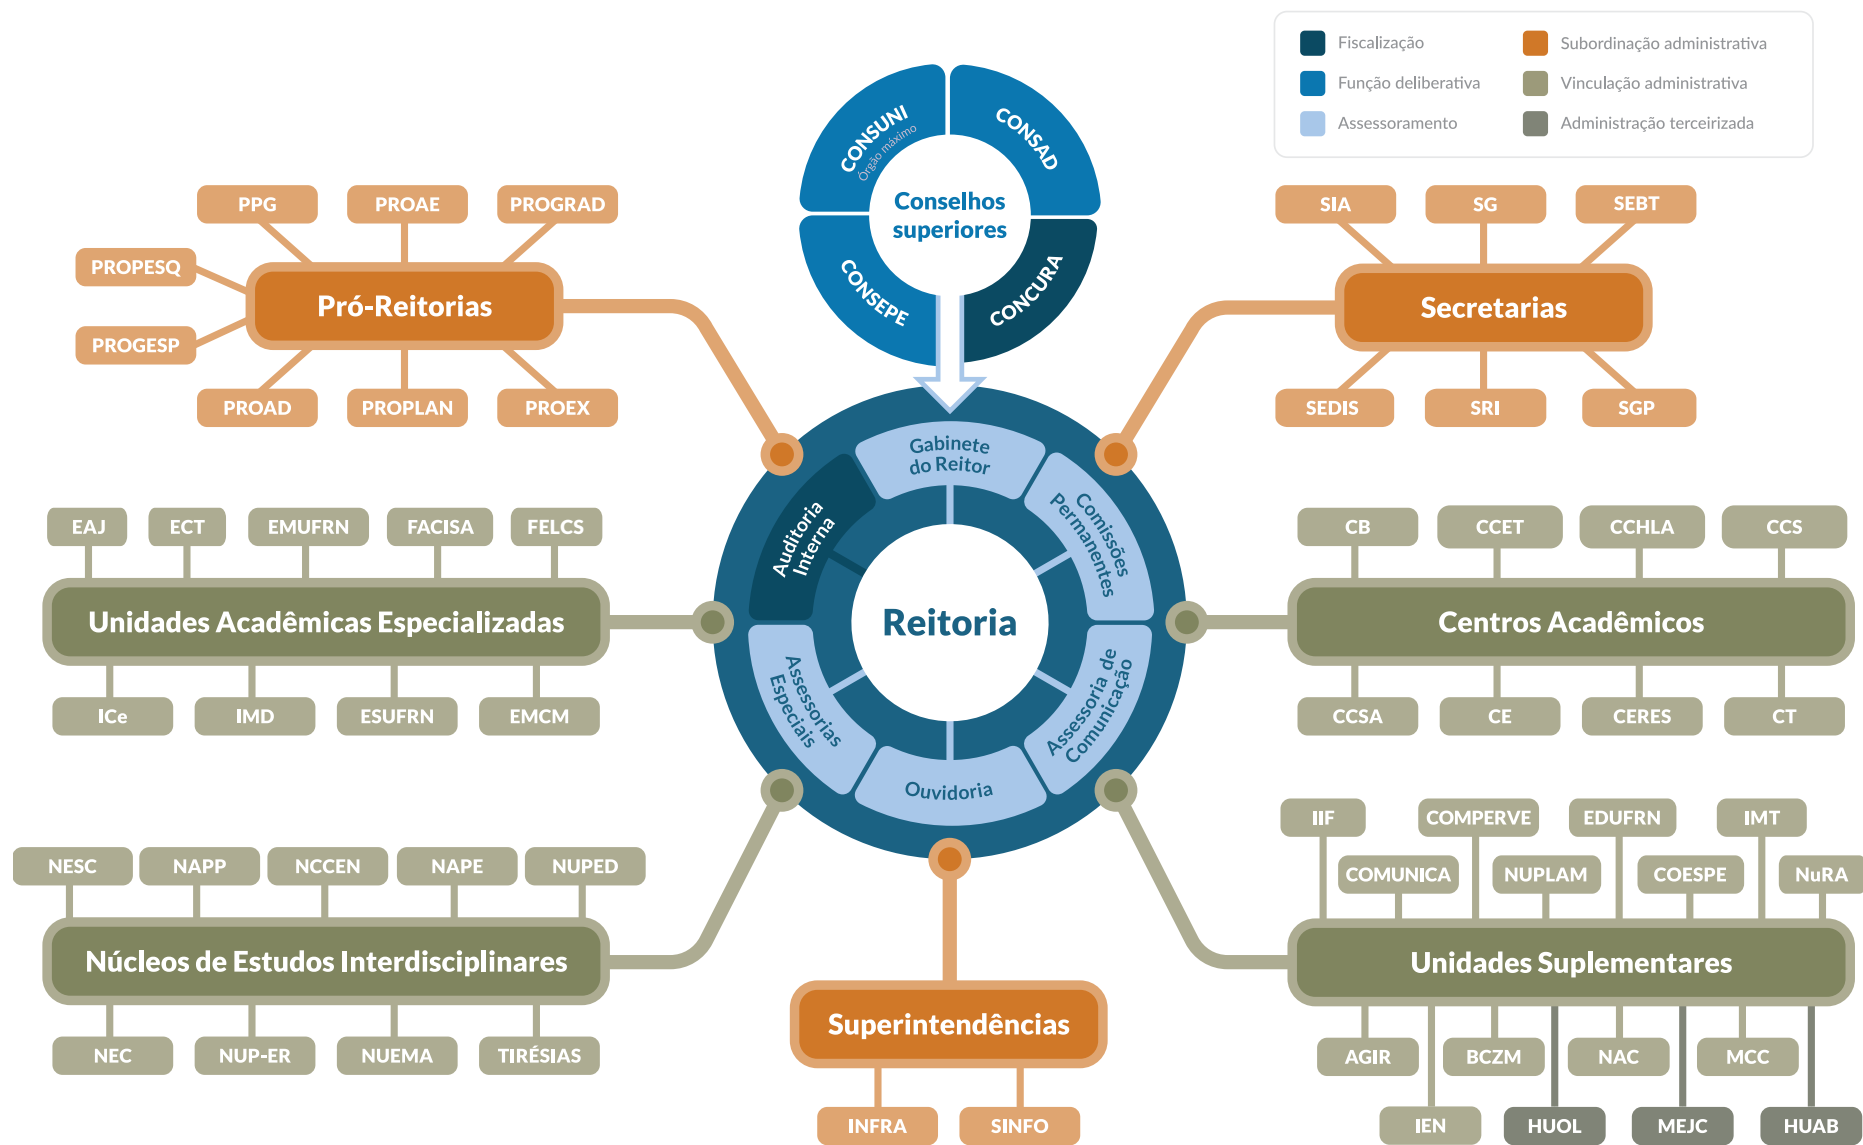 Fiscalização
Subordinação administrativa
Função deliberativa
Vinculação administrativa
Assessoramento
Administração terceirizada
CONSUNI
Órgão máximo
CONSAD
Conselhos
superiores
CONSEPE
CONCURA
PPG
PROAE
PROGRAD
PROPESQ
Pró-Reitorias
PROGESP
PROAD
PROPLAN
PROEX
SIA
SG
SEBT
Secretarias
SEDIS
SRI
SGP
Gabinete
do Reitor
Auditoria
Interna
Comissões
Permanentes
Reitoria
Assessorias
Especiais
Assessoria de
Comunicação
Ouvidoria
EAJ
ECT
EMUFRN
FACISA
FELCS
Unidades Acadêmicas Especializadas
ICe
IMD
ESUFRN
EMCM
CB
CCET
CCHLA
CCS
Centros Acadêmicos
CCSA
CE
CERES
CT
NESC
NAPP
NCCEN
NAPE
NUPED
Núcleos de Estudos Interdisciplinares
NEC
NUP-ER
NUEMA
TIRÉSIAS
Superintendências
INFRA
SINFO
IIF
COMPERVE
EDUFRN
IMT
COMUNICA
NUPLAM
COESPE
NuRA
Unidades Suplementares
AGIR
BCZM
NAC
MCC
IEN
HUOL
MEJC
HUAB